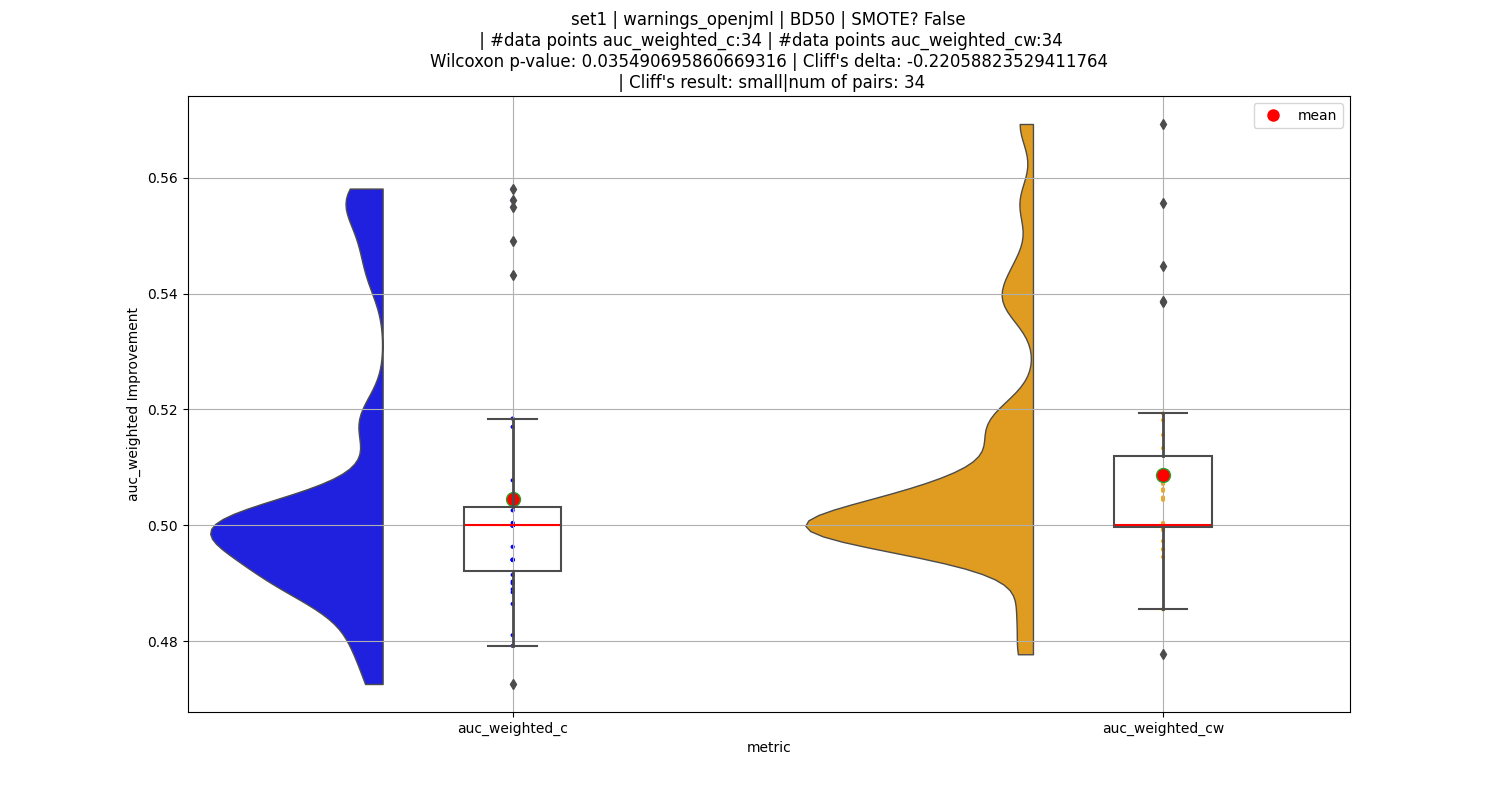 set1 | warnings_openjml | BD50 | SMOTE? False
| #data points auc_weighted_c:34 | #data points auc_weighted_cw:34
Wilcoxon p-value: 0.035490695860669316 | Cliff's delta: -0.22058823529411764
| Cliff's result: small|num of pairs: 34
mean
0.56
0.54
0.52
0.50
0.48
auc_weighted Improvement
auc_weighted_c
auc_weighted_cw
metric